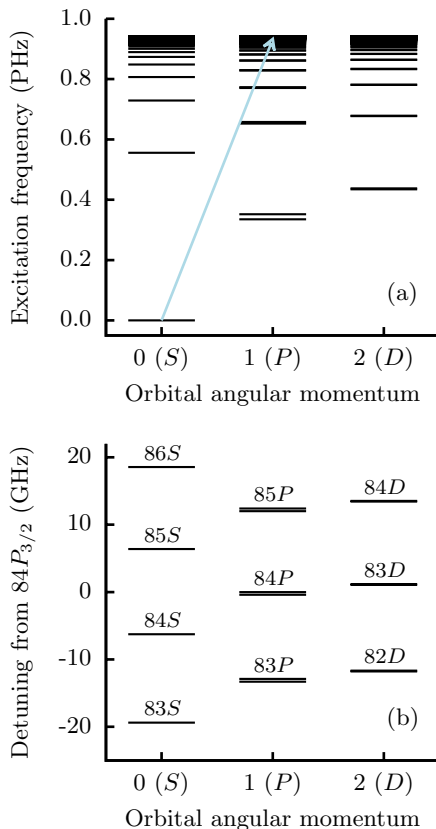 1.0
0.8
0.6
0.4
0.2
0.0
Excitation frequency (PHz)
(a)
0 (S) 1 (P) 2 (D)
Orbital angular momentum
20
10
0
-10
-20
Detuning from 84P3/2 (GHz)
86S
85S
84S
83S
85P
84P
83P
84D
83D
82D
(b)
0 (S) 1 (P) 2 (D)
Orbital angular momentum